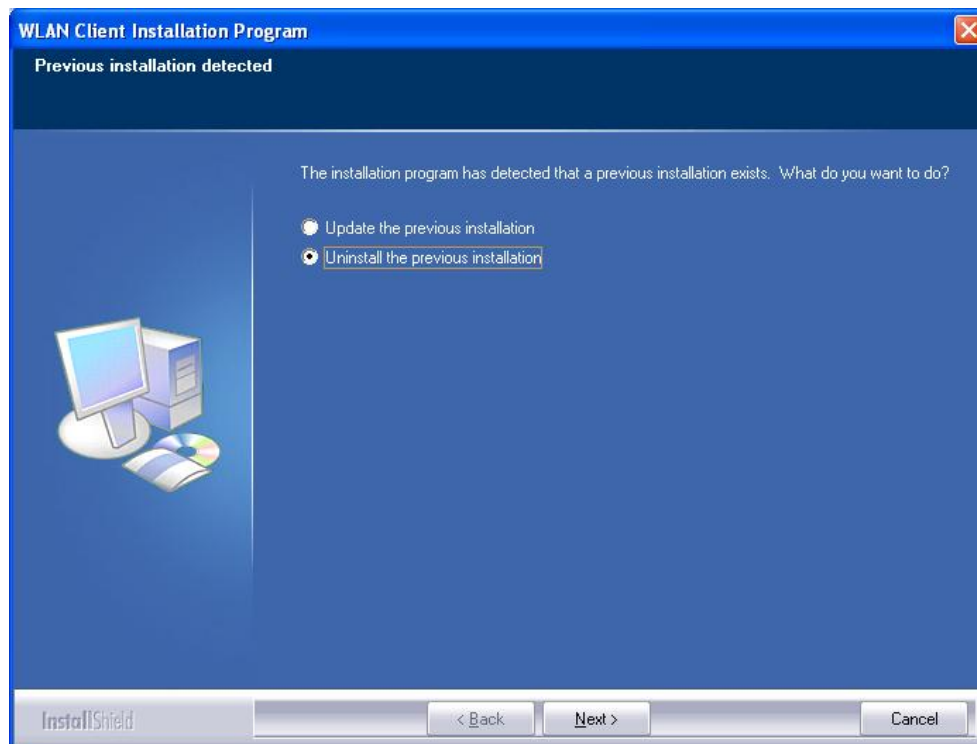 WLAN Client Installation Program
Previous installation detected
The installation program has detected that a previous installation exists. What do you want to do?
Update the previous installation
Uninstall the previous installation
InstallShield
< Back
Next >
Cancel